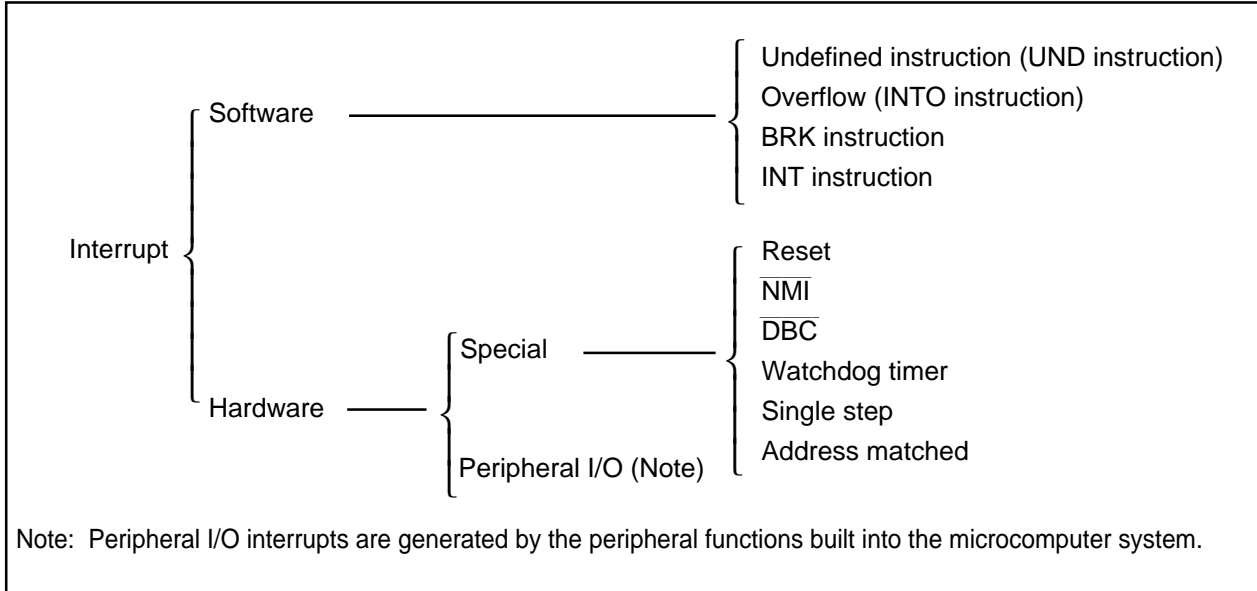 Undefined instruction (UND instruction)
Overflow (INTO instruction)
Software
BRK instruction
INT instruction
Interrupt
Reset
N̅M̅I̅
D̅B̅C̅
Special
Watchdog timer
Hardware
Single step
Address matched
Peripheral I/O (Note)
Note: Peripheral I/O interrupts are generated by the peripheral functions built into the microcomputer system.